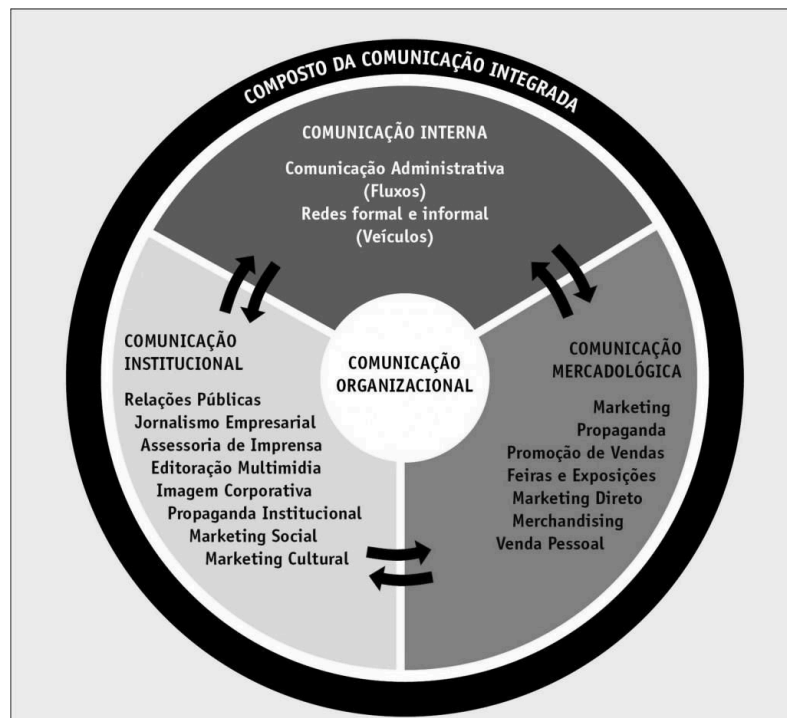 COMPOSTO DA COMUNICAÇÃO INTEGRADA
COMUNICAÇÃO INTERNA
Comunicação Administrativa
(Fluxos)
Redes formal e informal
(Veículos)
COMUNICAÇÃO
INSTITUCIONAL
Relações Públicas
Jornalismo Empresarial
Assessoria de Imprensa
Editoração Multimidia
Imagem Corporativa
Propaganda Institucional
Marketing Social
Marketing Cultural
COMUNICAÇÃO
ORGANIZACIONAL
COMUNICAÇÃO
MERCADOLÓGICA
Marketing
Propaganda
Promoção de Vendas
Feiras e Exposições
Marketing Direto
Merchandising
Venda Pessoal